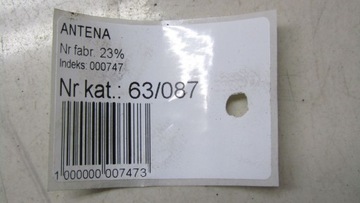 ANTENA
Nr fabr. 23%
Indeks: 000747
Nr kat.: 63/087
1 000000 007473